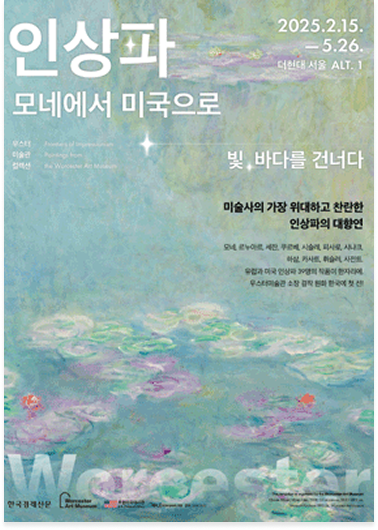 인상파
모네에서 미국으로
2025.2.15.
—5.26.
더현대 서울 ALT. 1
우스터
미술관
컬렉션
Frontiers of Impressionism
Paintings from
the Worcester Art Museum
빛, 바다를 건너다
미술사의 가장 위대하고 찬란한
인상파의 대향연
모네, 르누아르, 세잔, 쿠르베, 시슬레, 피사로, 시냐크,
하삼, 커사트, 휘슬러, 사전트.
유럽과 미국 인상파 39명의 작품이 한자리에.
우스터미술관 소장 걸작 원화 한국에 첫 선!
Worcester
한국경제신문
Worcester
Art Museum